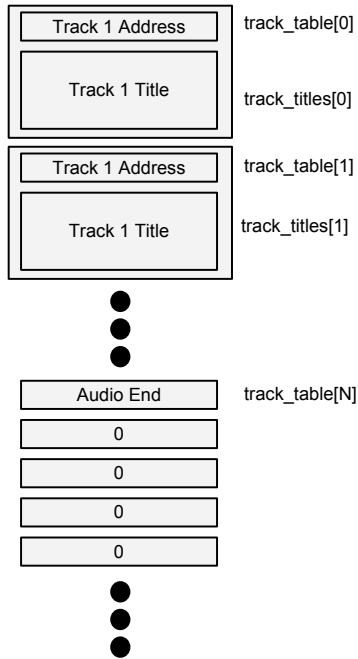 Track 1 Address
track_table[0]
Track 1 Title
track_titles[0]
Track 1 Address
track_table[1]
Track 1 Title
track_titles[1]
Audio End
track_table[N]
0
0
0
0